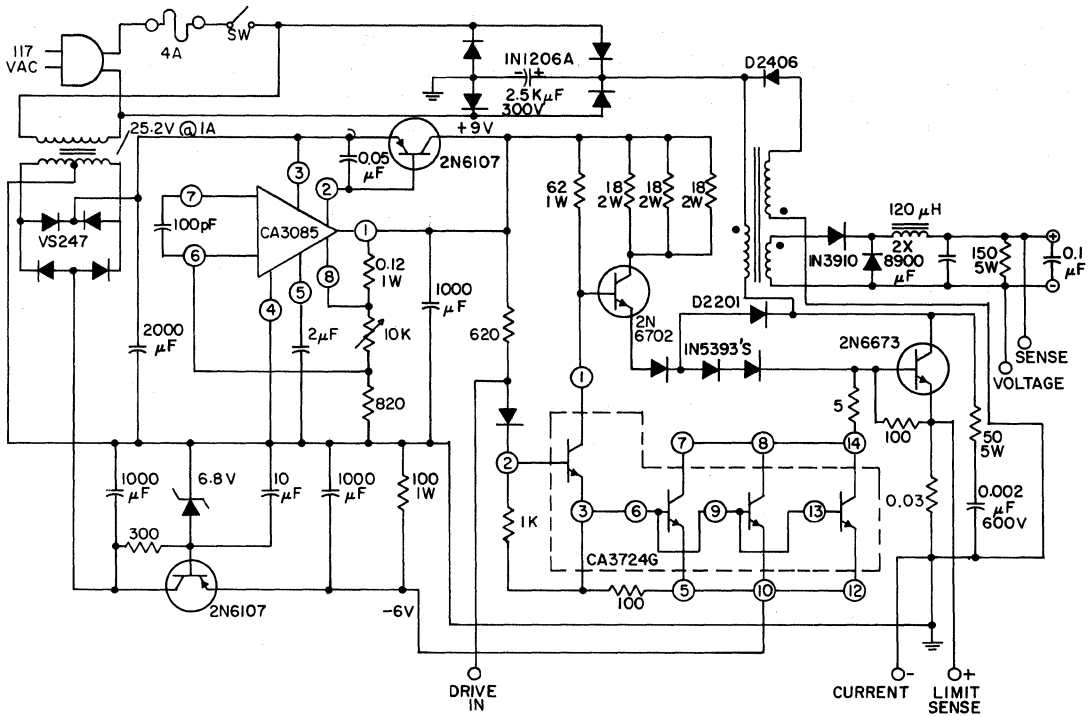 117
VAC
4A
SW
IN1206A
- +
2.5KµF
300V
D2406
25.2V @ 1A
+9V
0.05
µF
2N6107
3
2
7
100pF
CA3085
1
6
8
5
4
0.12
1W
10K
1000
µF
62
1W
18
2W
18
2W
18
2W
120 µH
IN3910
2X
8900
µF
150
5W
+
-
0.1
µF
VS247
2000
µF
2µF
820
620
2N
6702
D2201
IN5393'S
2N6673
SENSE
VOLTAGE
1
5
100
50
5W
7
8
14
2
1000
µF
6.8V
10
µF
1000
µF
100
1W
1K
3
6
9
13
0.03
0.002
µF
600V
300
CA3724G
100
5
10
12
2N6107
-6V
DRIVE
IN
- +
CURRENT LIMIT
SENSE